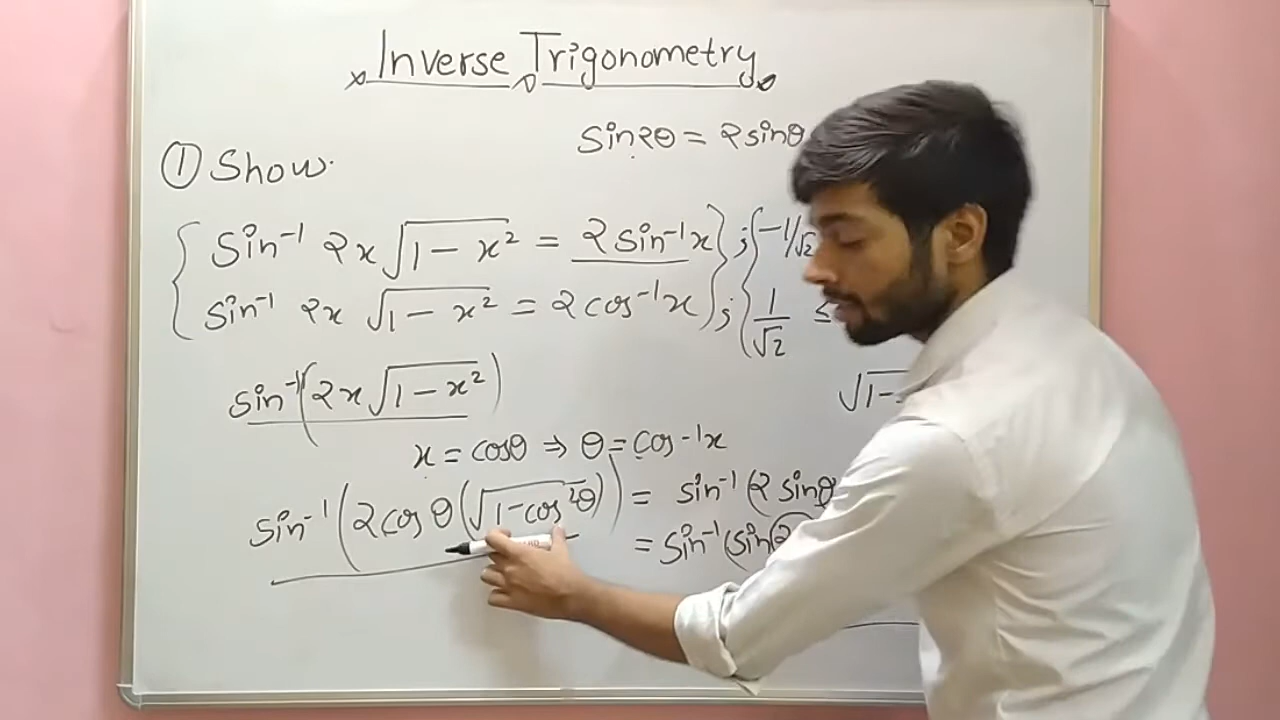 Inverse Trigonometry
sin2θ = 2sinθ
① Show
{ sin⁻¹ 2x√1-x² = 2sin⁻¹x } ; { -1/√2
sin⁻¹ 2x √1-x² = 2cos⁻¹x ) ; 1/√2 ≤
sin⁻¹(2x√1-x²)
√1-
x = cosθ ⇒ θ = cos⁻¹x
sin⁻¹(2cosθ(√1-cos²θ)) = sin⁻¹(2sinθ
= sin⁻¹(sin(2